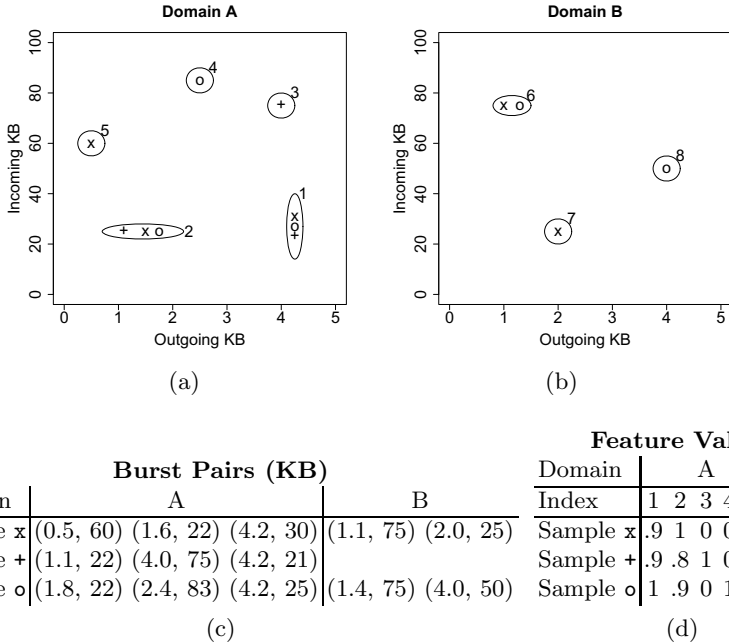 Domain A
Incoming KB
100
80
60
40
20
0
4
3
5
1
2
0 1 2 3 4 5
Outgoing KB
(a)
Domain B
Incoming KB
100
80
60
40
20
0
6
8
7
0 1 2 3 4 5
Outgoing KB
(b)
Burst Pairs (KB)
A B
x (0.5, 60) (1.6, 22) (4.2, 30) (1.1, 75) (2.0, 25)
+ (1.1, 22) (4.0, 75) (4.2, 21)
o (1.8, 22) (2.4, 83) (4.2, 25) (1.4, 75) (4.0, 50)
(c)
Feature
Domain A
Index 1 2 3 4
Sample x .9 1 0
Sample + .9 .8 1
Sample o 1 .9 0
(d)